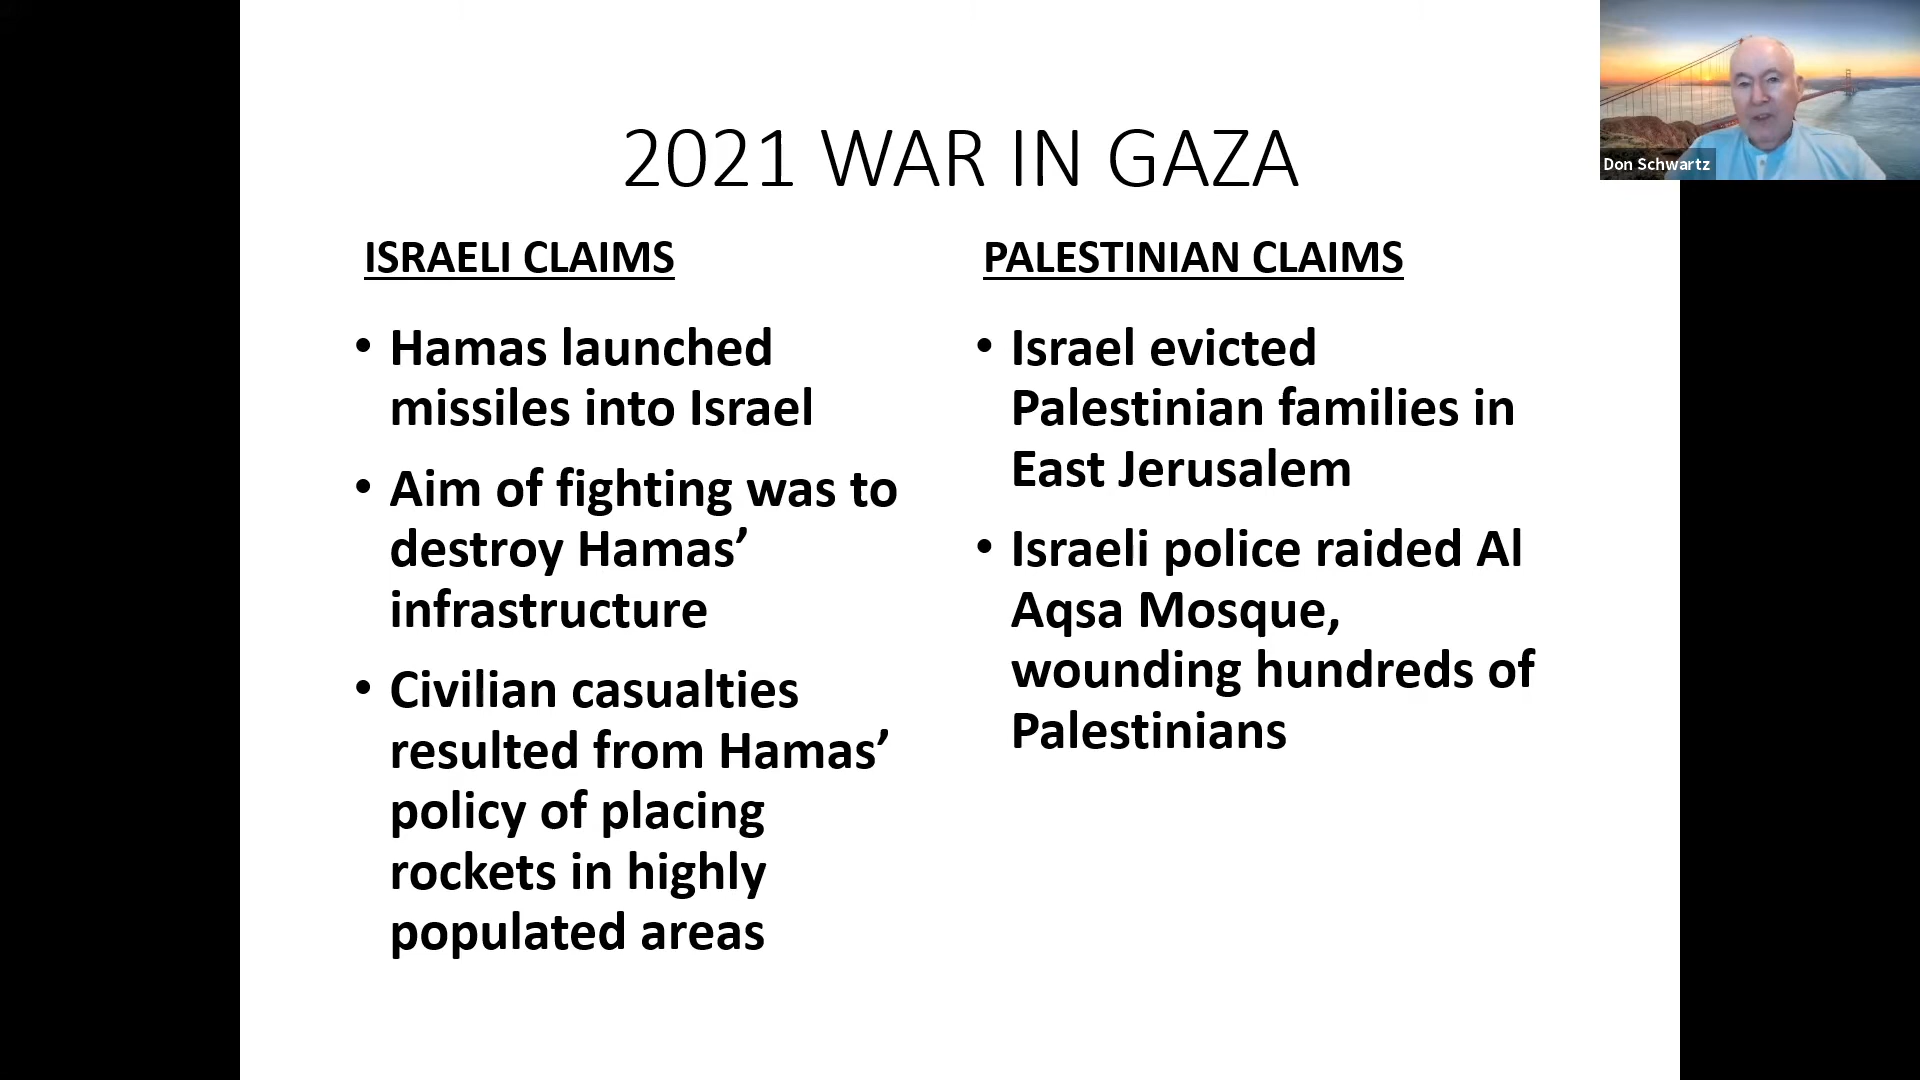 2021 WAR IN GAZA
Don Schwartz
ISRAELI CLAIMS
• Hamas launched
missiles into Israel
• Aim of fighting was to
destroy Hamas’
infrastructure
• Civilian casualties
resulted from Hamas’
policy of placing
rockets in highly
populated areas
PALESTINIAN CLAIMS
• Israel evicted
Palestinian families in
East Jerusalem
• Israeli police raided Al
Aqsa Mosque,
wounding hundreds of
Palestinians